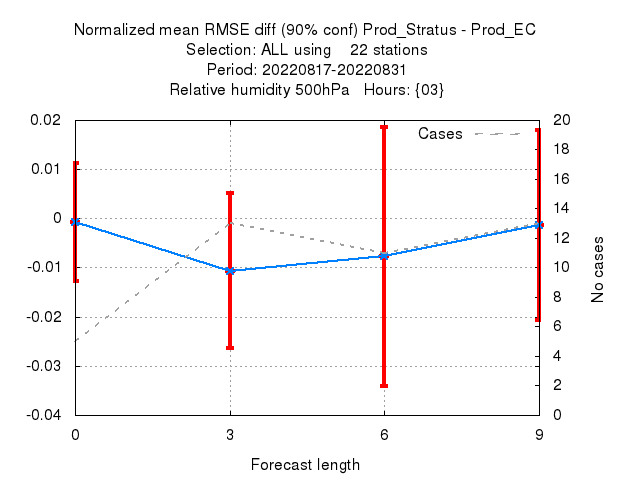 Normalized mean RMSE diff (90% conf) Prod_Stratus - Prod_EC
Selection: ALL using    22 stations
Period: 20220817-20220831
Relative humidity 500hPa   Hours: {03}
0.02
0.01
0
-0.01
-0.02
-0.03
-0.04
Cases
20
18
16
14
12
10
8
6
4
2
0
No cases
0 3 6 9
Forecast length